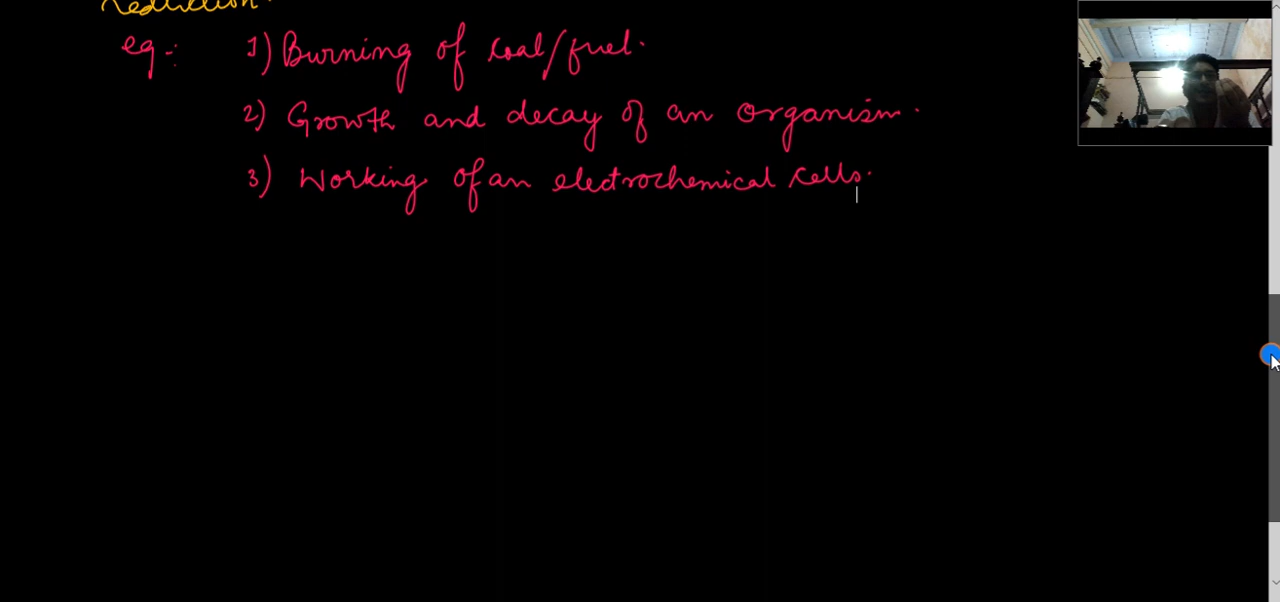 reduction.
eg -: 1) Burning of coal/fuel.
2) Growth and decay of an organism.
3) Working of an electrochemical cells.